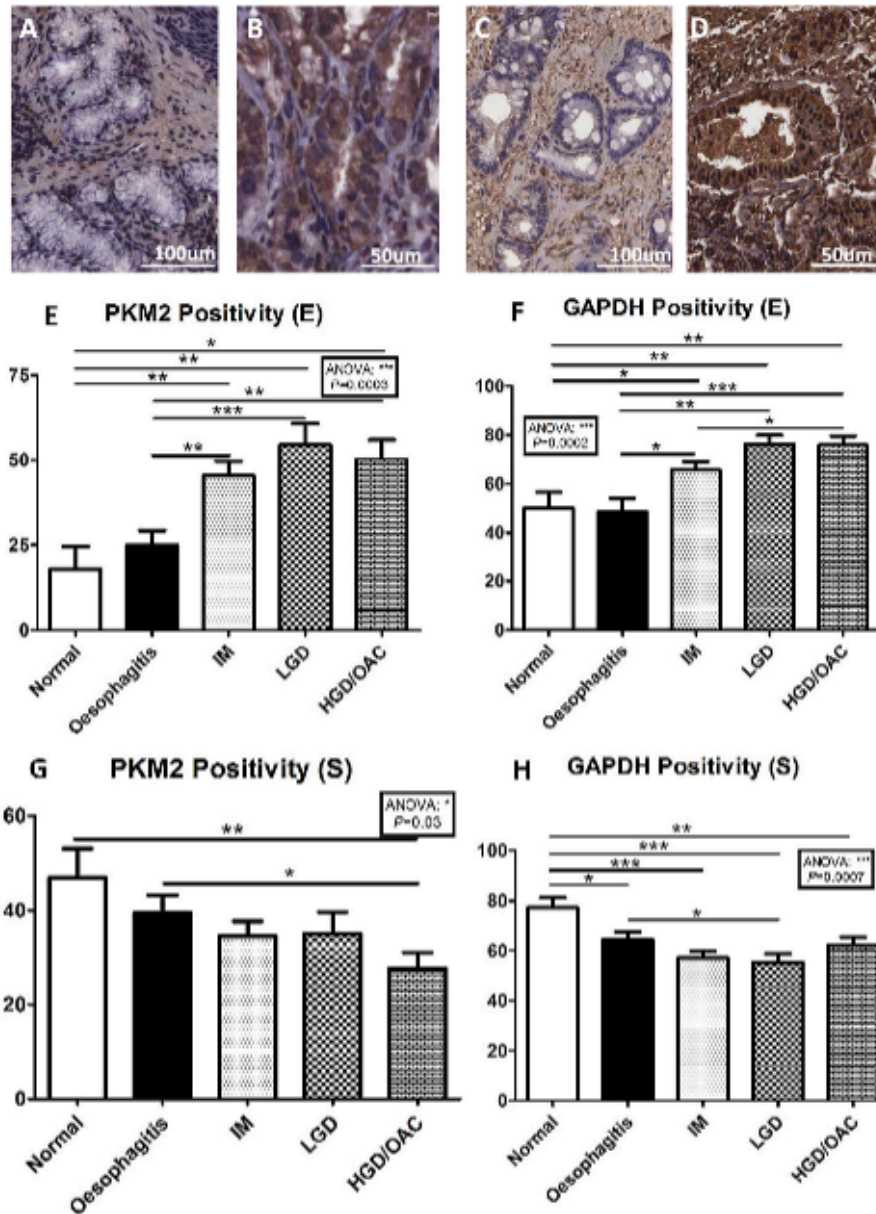 A
B
C
D
100um
50um
100um
50um
E
PKM2 Positivity (E)
*
**
**
**
***
**
ANOVA: ***
P=0.0003
75
50
25
0
Normal
Oesophagitis
IM
LGD
HGD/OAC
F
GAPDH Positivity (E)
**
**
*
***
**
*
*
ANOVA: ***
P=0.0002
100
80
60
40
20
0
Normal
Oesophagitis
IM
LGD
HGD/OAC
G
PKM2 Positivity (S)
ANOVA: *
P=0.03
**
*
60
40
20
0
Normal
Oesophagitis
IM
LGD
HGD/OAC
H
GAPDH Positivity (S)
**
***
***
*
*
ANOVA: ***
P=0.0007
100
80
60
40
20
0
Normal
Oesophagitis
IM
LGD
HGD/OAC